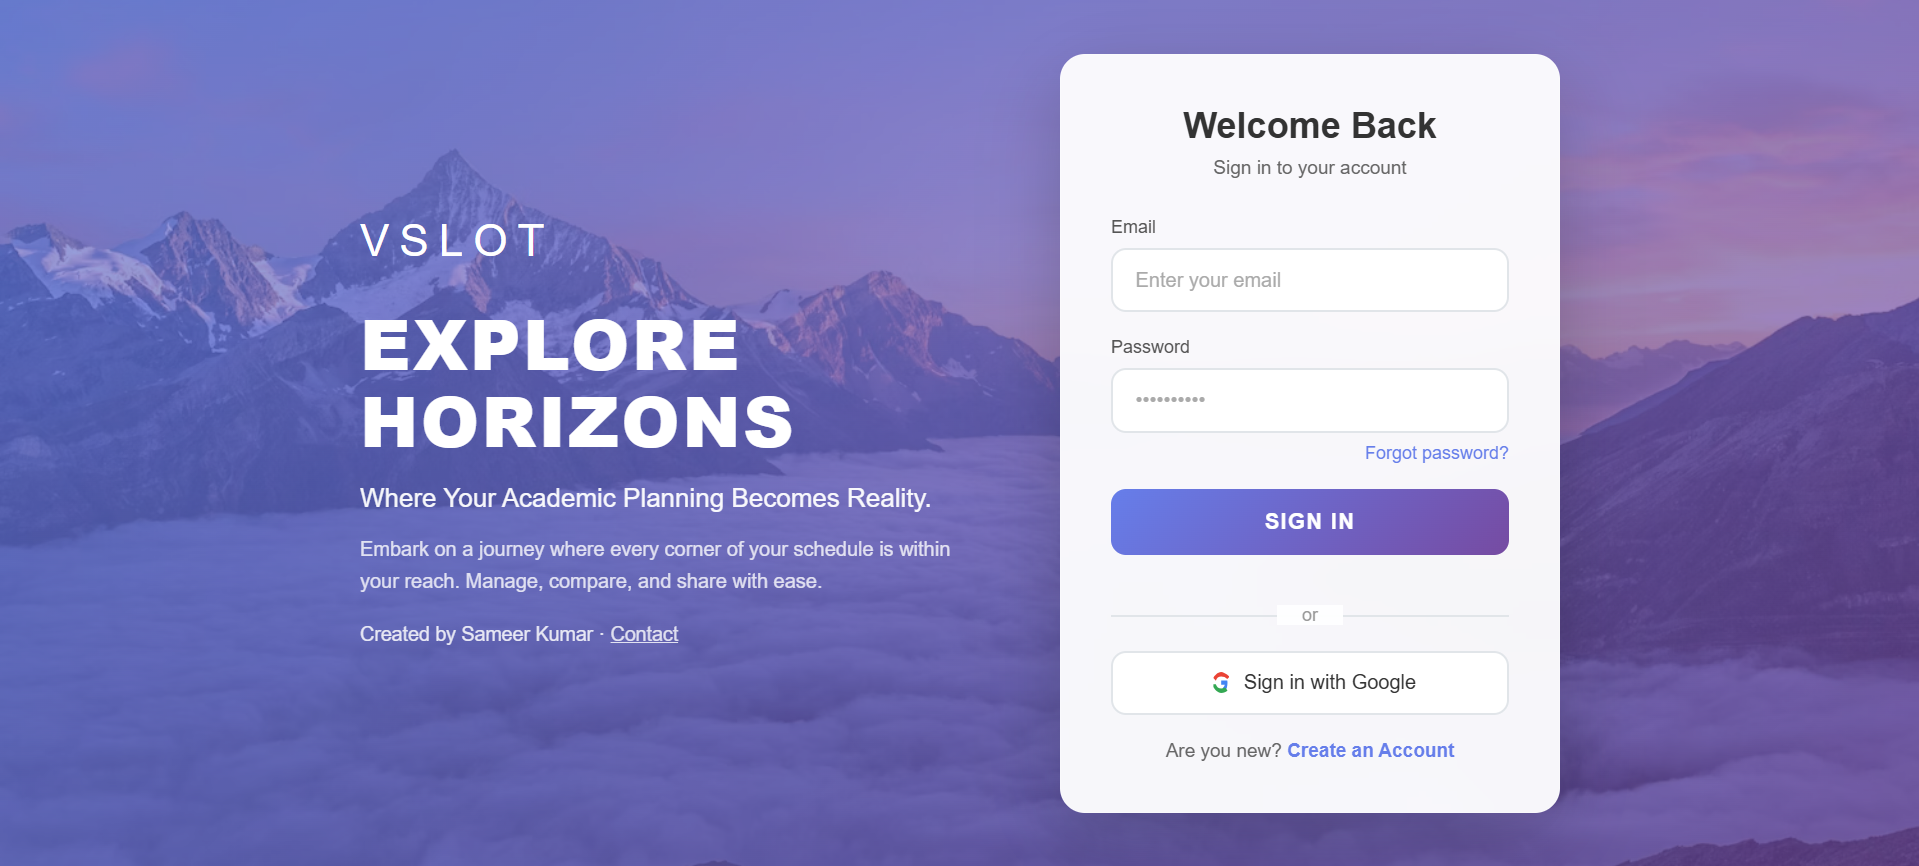 VSLOT
EXPLORE
HORIZONS
Where Your Academic Planning Becomes Reality.
Embark on a journey where every corner of your schedule is within
your reach. Manage, compare, and share with ease.
Created by Sameer Kumar · Contact
Welcome Back
Sign in to your account
Email
Enter your email
Password
••••••••••
Forgot password?
SIGN IN
or
Sign in with Google
Are you new? Create an Account